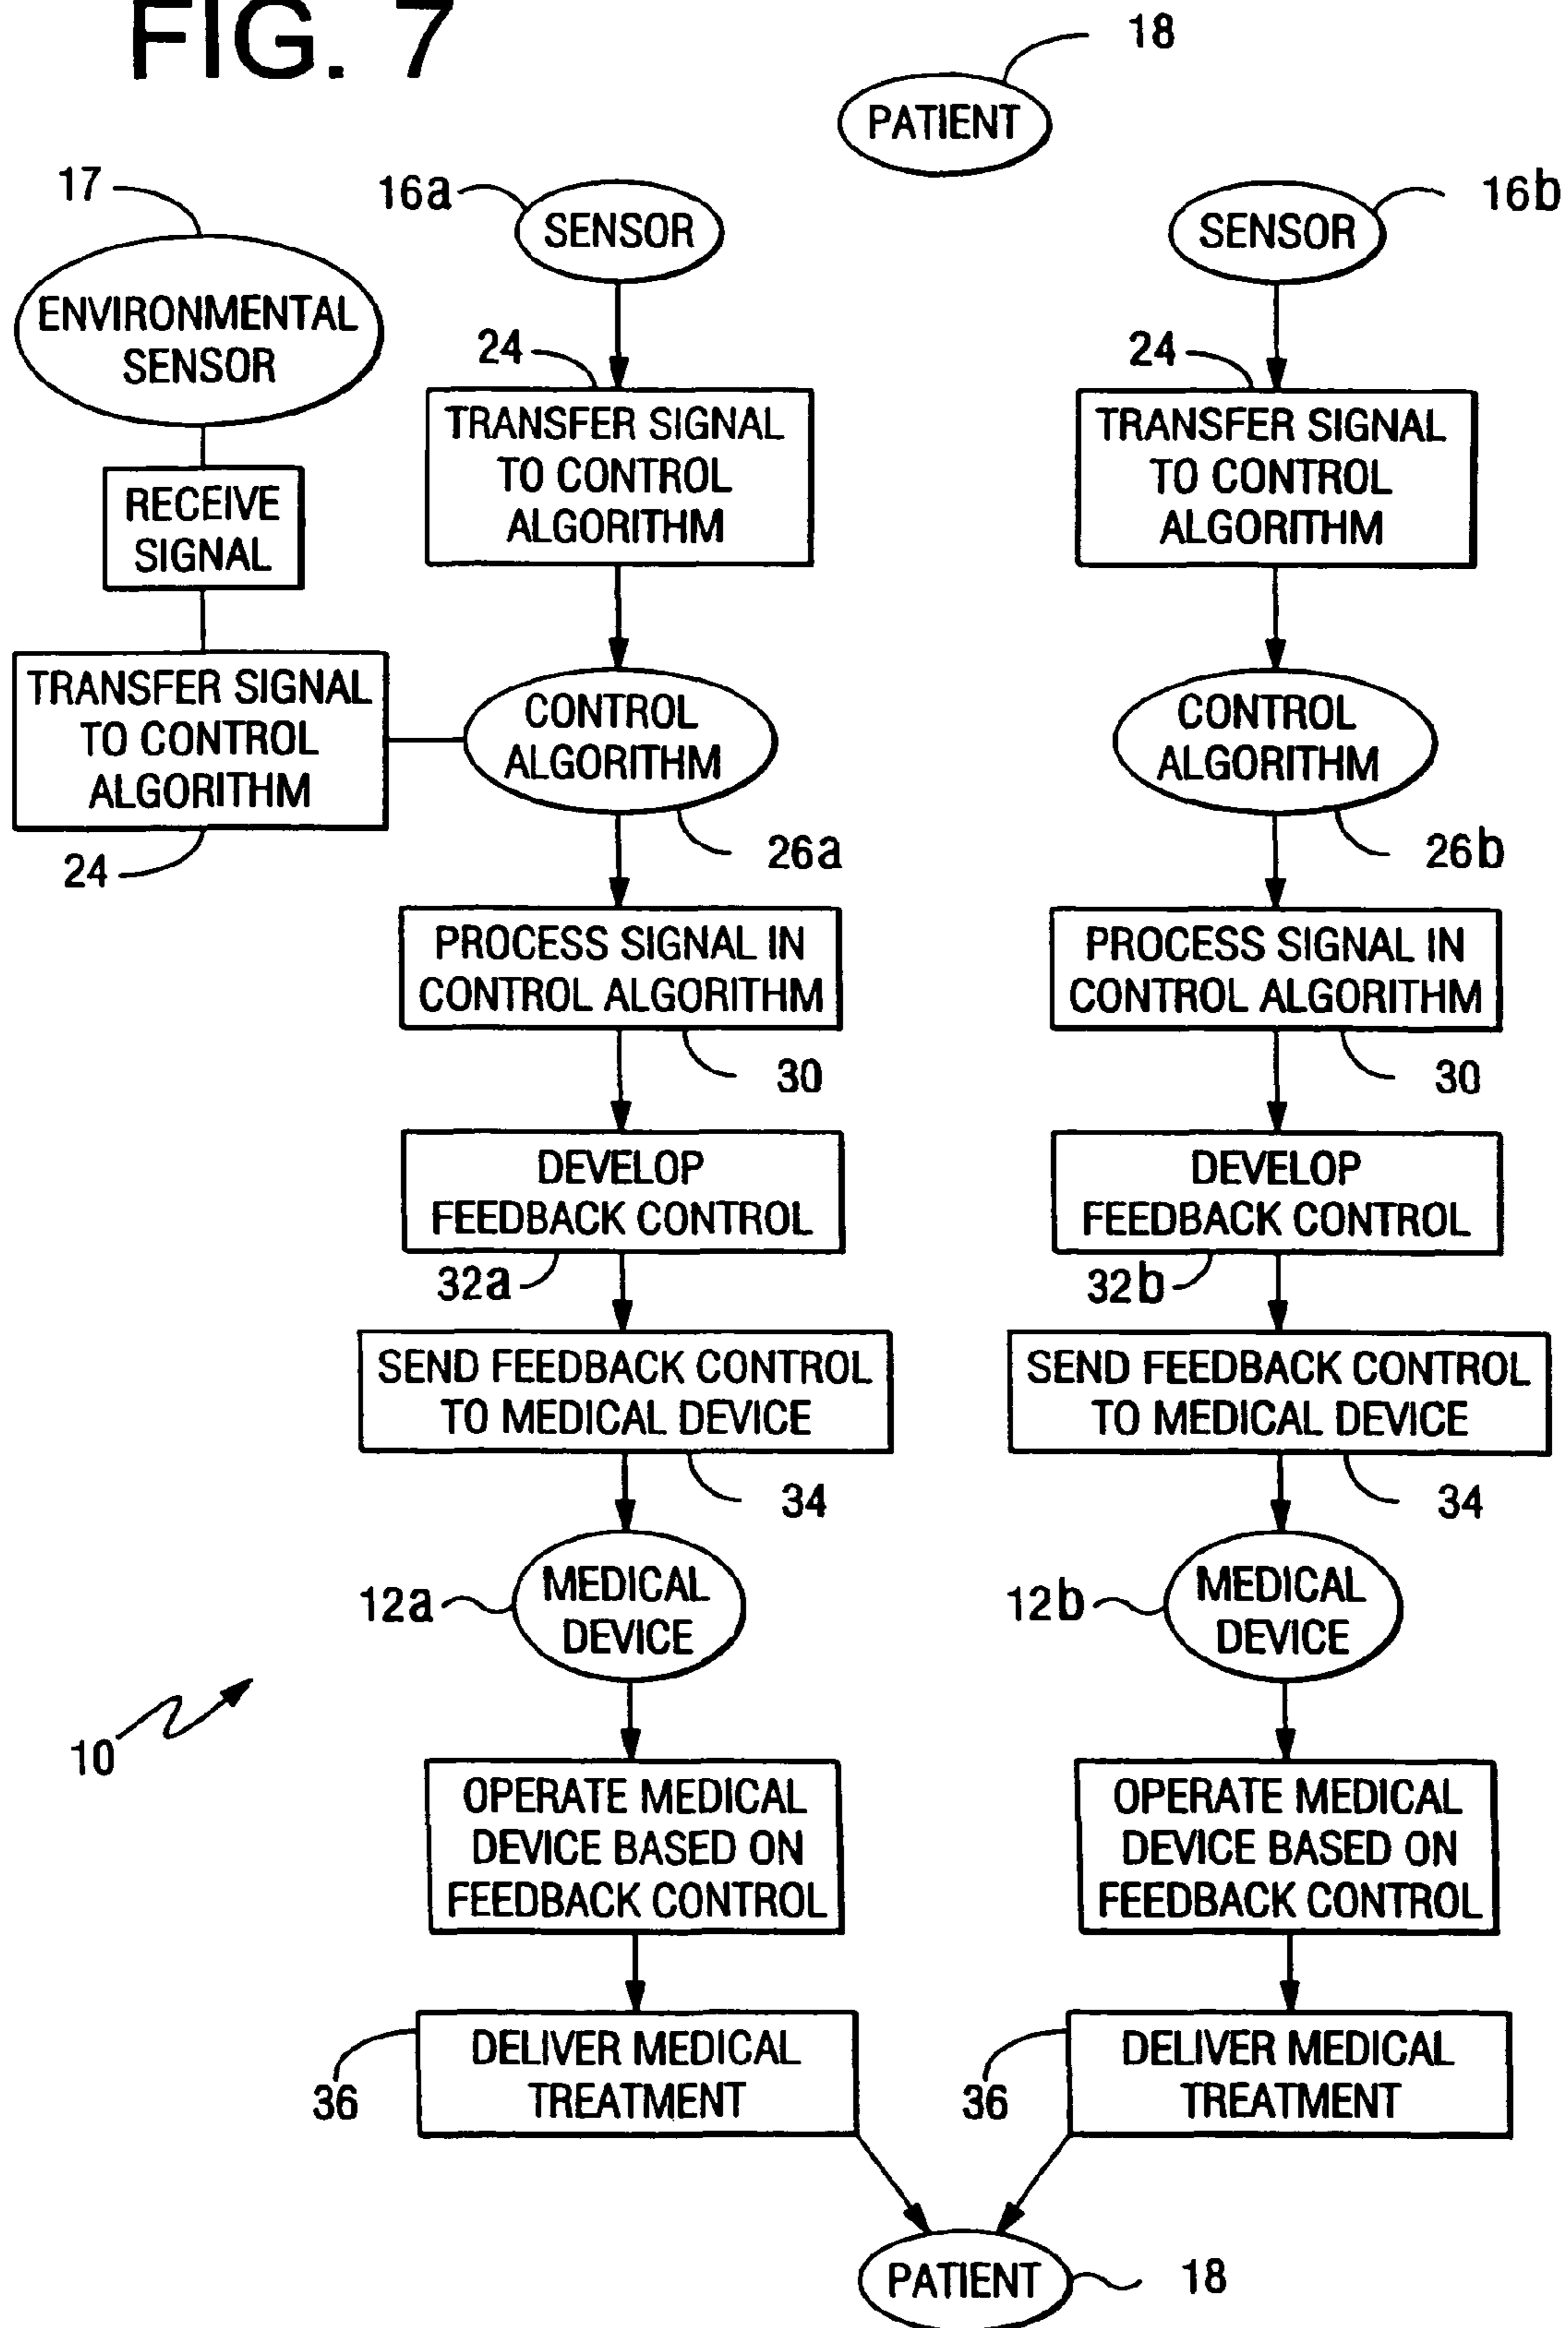 FIG. 7
18
PATIENT
17
ENVIRONMENTAL
SENSOR
RECEIVE
SIGNAL
TRANSFER SIGNAL
TO CONTROL
ALGORITHM
24
16a
SENSOR
24
TRANSFER SIGNAL
TO CONTROL
ALGORITHM
CONTROL
ALGORITHM
26a
PROCESS SIGNAL IN
CONTROL ALGORITHM
30
DEVELOP
FEEDBACK CONTROL
32a
SEND FEEDBACK CONTROL
TO MEDICAL DEVICE
34
12a
MEDICAL
DEVICE
OPERATE MEDICAL
DEVICE BASED ON
FEEDBACK CONTROL
36
DELIVER MEDICAL
TREATMENT
16b
SENSOR
24
TRANSFER SIGNAL
TO CONTROL
ALGORITHM
CONTROL
ALGORITHM
26b
PROCESS SIGNAL IN
CONTROL ALGORITHM
30
DEVELOP
FEEDBACK CONTROL
32b
SEND FEEDBACK CONTROL
TO MEDICAL DEVICE
34
12b
MEDICAL
DEVICE
OPERATE MEDICAL
DEVICE BASED ON
FEEDBACK CONTROL
36
DELIVER MEDICAL
TREATMENT
10
PATIENT
18